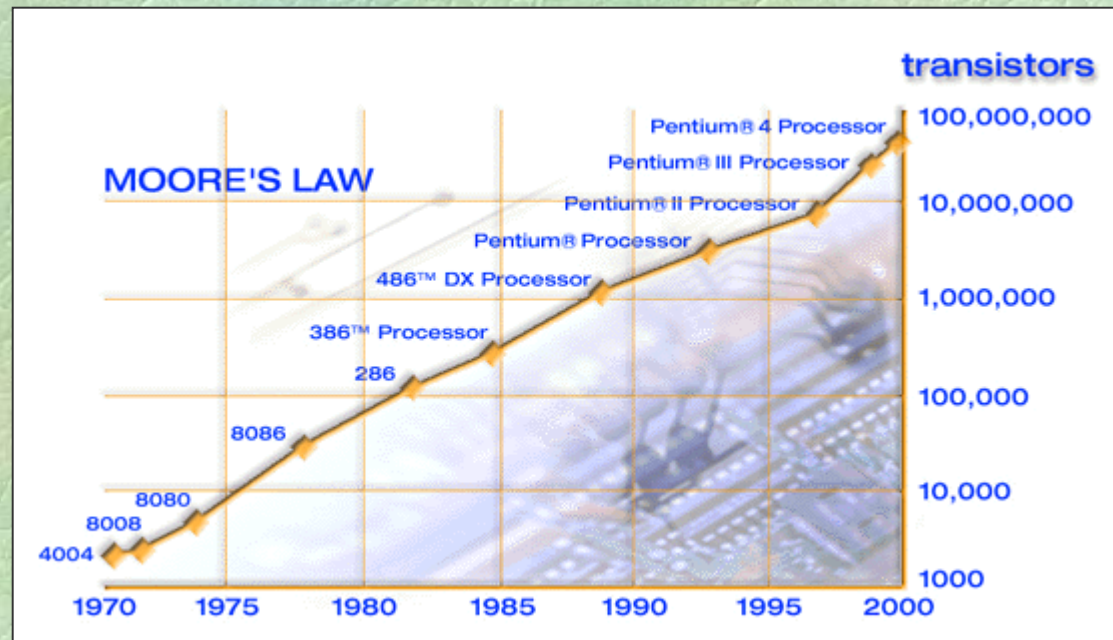 transistors
100,000,000
Pentium® 4 Processor
Pentium® III Processor
MOORE'S LAW
10,000,000
Pentium® II Processor
Pentium® Processor
486™ DX Processor
1,000,000
386™ Processor
286
100,000
8086
8080
10,000
8008
4004
1000
1970 1975 1980 1985 1990 1995 2000